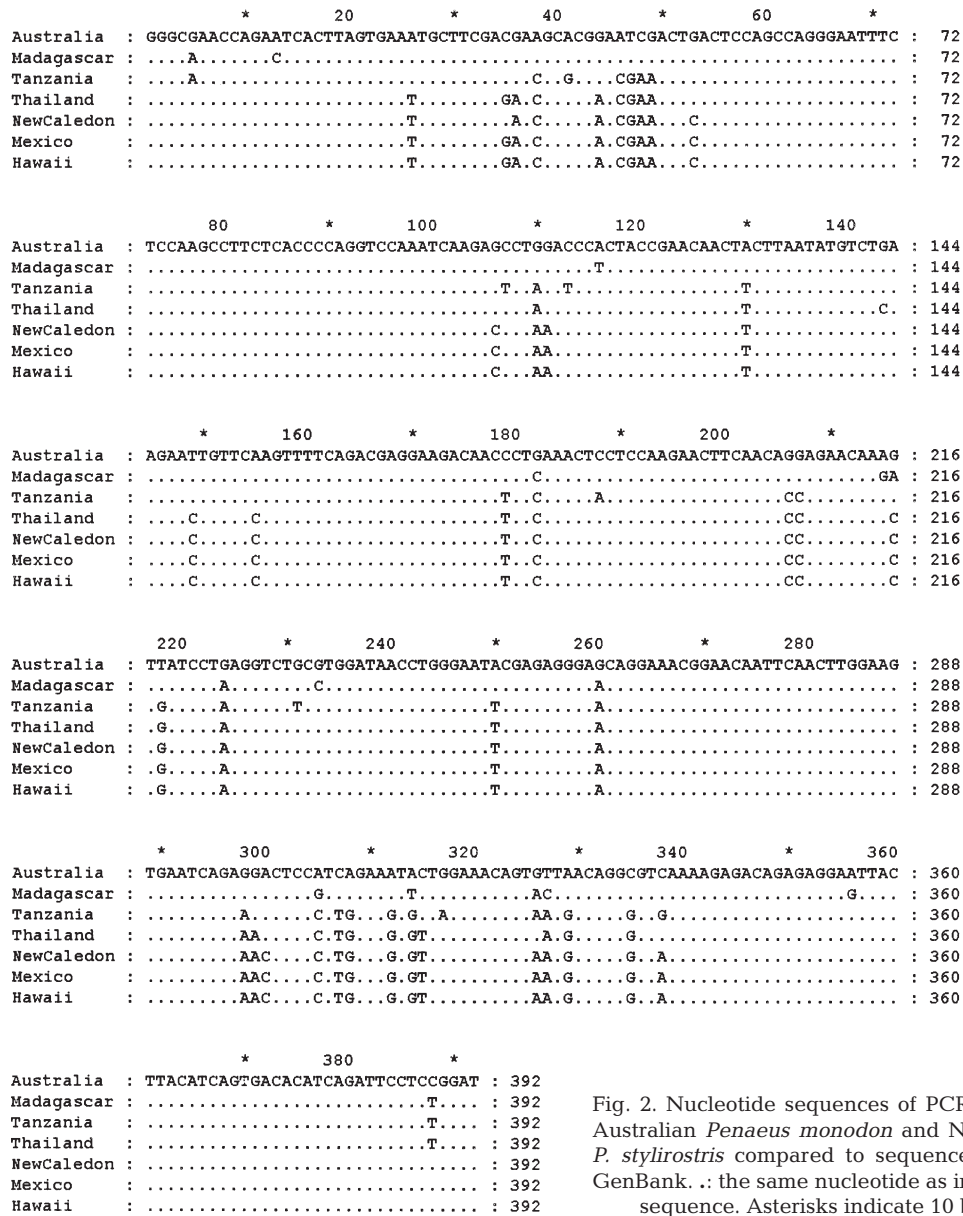 * 20 * 40 * 60 *
Australia : GGGCGAACCAGAATCACTTAGTGAAATGCTTCGACGAAGCACGGAATCGACTGACTCCAGCCAGGGAATTTC : 72
Madagascar : ....A.......C........................................................... : 72
Tanzania : ....A................................C..G....CGAA....................... : 72
Thailand : .........................T........GA.C.....A.CGAA....................... : 72
NewCaledon : .........................T.........A.C.....A.CGAA...C................... : 72
Mexico : .........................T........GA.C.....A.CGAA...C................... : 72
Hawaii : .........................T........GA.C.....A.CGAA...C................... : 72
80 * 100 * 120 * 140
Australia : TCCAAGCCTTCTCACCCCAGGTCCAAATCAAGAGCCTGGACCCACTACCGAACAACTACTTAATATGTCTGA : 144
Madagascar : ...........................................T............................ : 144
Tanzania : ..................................T..A..T................T.............. : 144
Thailand : .....................................A...................T............C. : 144
NewCaledon : .................................C...AA..................T.............. : 144
Mexico : .................................C...AA..................T.............. : 144
Hawaii : .................................C...AA..................T.............. : 144
* 160 * 180 * 200 *
Australia : AGAATTGTTCAAGTTTTCAGACGAGGAAGACAACCCTGAAACTCCTCCAAGAACTTCAACAGGAGAACAAAG : 216
Madagascar : .....................................C................................GA : 216
Tanzania : ..................................T..C.....A.................CC......... : 216
Thailand : ....C.....C.......................T..C.......................CC........C : 216
NewCaledon : ....C.....C.......................T..C.......................CC........C : 216
Mexico : ....C.....C.......................T..C.......................CC........C : 216
Hawaii : ....C.....C.......................T..C.......................CC........C : 216
220 * 240 * 260 * 280
Australia : TTATCCTGAGGTCTGCGTGGATAACCTGGGAATACGAGAGGGAGCAGGAAACGGAACAATTCAACTTGGAAG : 288
Madagascar : .......A........C..........................A............................ : 288
Tanzania : .G.....A......T..................T.........A............................ : 288
Thailand : .G.....A.........................T.........A............................ : 288
NewCaledon : .G.....A.........................T.........A............................ : 288
Mexico : .G.....A.........................T.........A............................ : 288
Hawaii : .G.....A.........................T.........A............................ : 288
* 300 * 320 * 340 * 360
Australia : TGAATCAGAGGACTCCATCAGAAATACTGGAAACAGTGTTAACAGGCGTCAAAAGAGACAGAGAGGAATTAC : 360
Madagascar : ................G........T...........AC............................G.... : 360
Tanzania : .........A......C.TG...G.G..A........AA.G.....G..G...................... : 360
Thailand : .........AA.....C.TG...G.GT...........A.G.....G......................... : 360
NewCaledon : .........AAC....C.TG...G.GT..........AA.G.....G..A...................... : 360
Mexico : .........AAC....C.TG...G.GT..........AA.G.....G..A...................... : 360
Hawaii : .........AAC....C.TG...G.GT..........AA.G.....G..A...................... : 360
* 380 *
Australia : TTACATCAGTGACACATCAGATTCCTCCGGAT : 392
Madagascar : ...........................T.... : 392
Tanzania : ...........................T.... : 392
Thailand : ...........................T.... : 392
NewCaledon : ................................ : 392
Mexico : ................................ : 392
Hawaii : ................................ : 392
Fig. 2. Nucleotide sequences of PCR
Australian Penaeus monodon and N
P. stylirostris compared to sequence
GenBank. .: the same nucleotide as in
sequence. Asterisks indicate 10 b